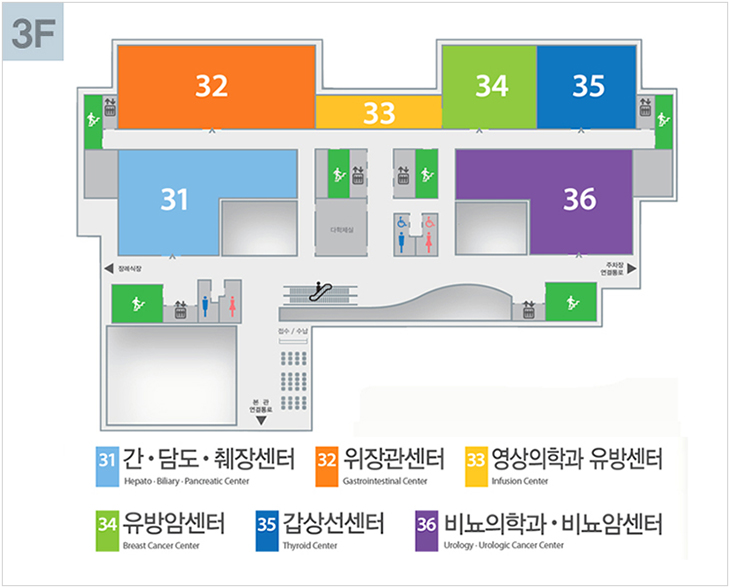 3F
32
33
34
35
31
36
다학제실
장례식장
주차장
연결통로
접수 / 수납
본 관
연결통로
31 간·담도·췌장센터
Hepato · Biliary · Pancreatic Center
32 위장관센터
Gastrointestinal Center
33 영상의학과 유방센터
Infusion Center
34 유방암센터
Breast Cancer Center
35 갑상선센터
Thyroid Center
36 비뇨의학과·비뇨암센터
Urology · Urologic Cancer Center